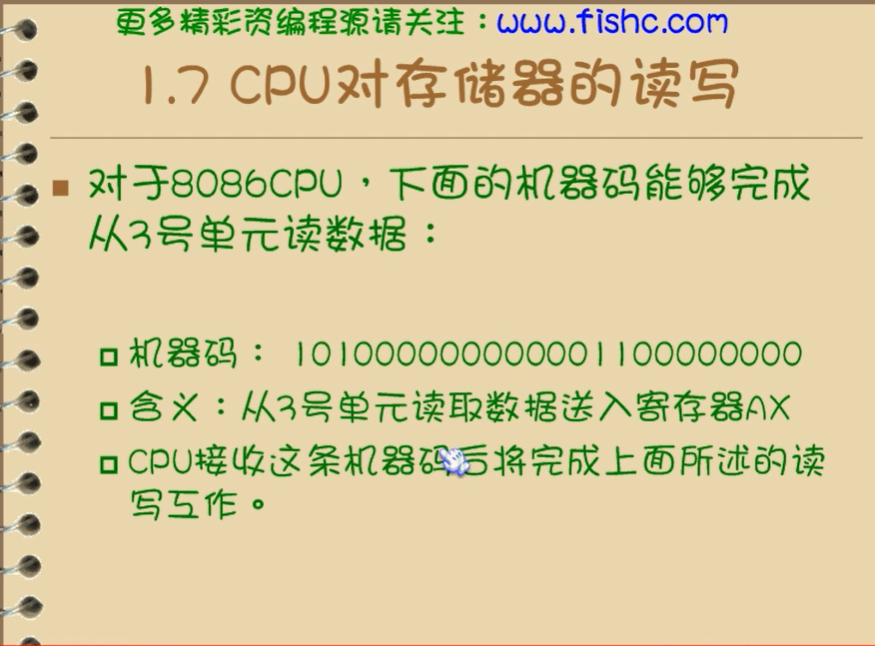 更多精彩资编程源请关注：www.fishc.com
1.7 CPU对存储器的读写
对于8086CPU，下面的机器码能够完成
从3号单元读数据：
机器码： 101000000000001100000000
含义：从3号单元读取数据送入寄存器AX
CPU接收这条机器码后将完成上面所述的读
写互作。